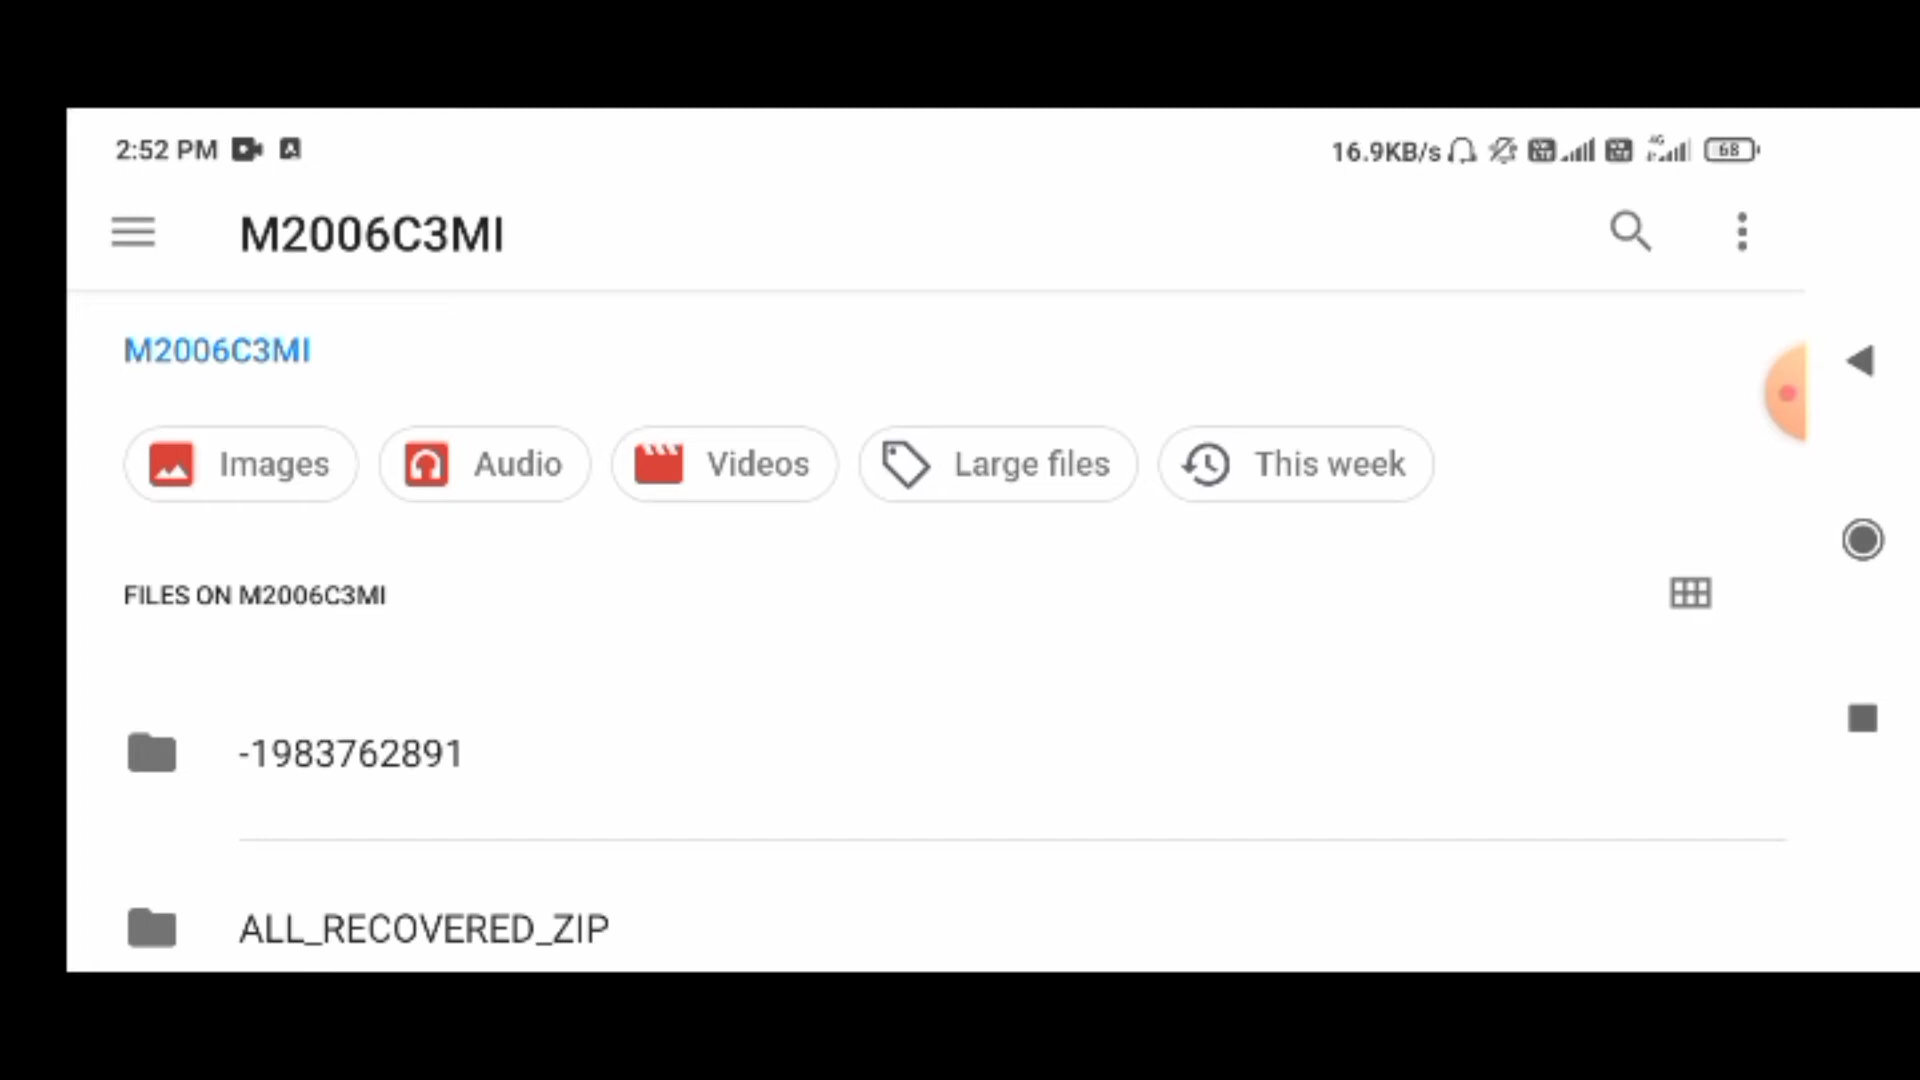 2:52 PM 16.9KB/s 4G 68
M2006C3MI
M2006C3MI
Images Audio Videos Large files This week
FILES ON M2006C3MI
-1983762891
ALL_RECOVERED_ZIP